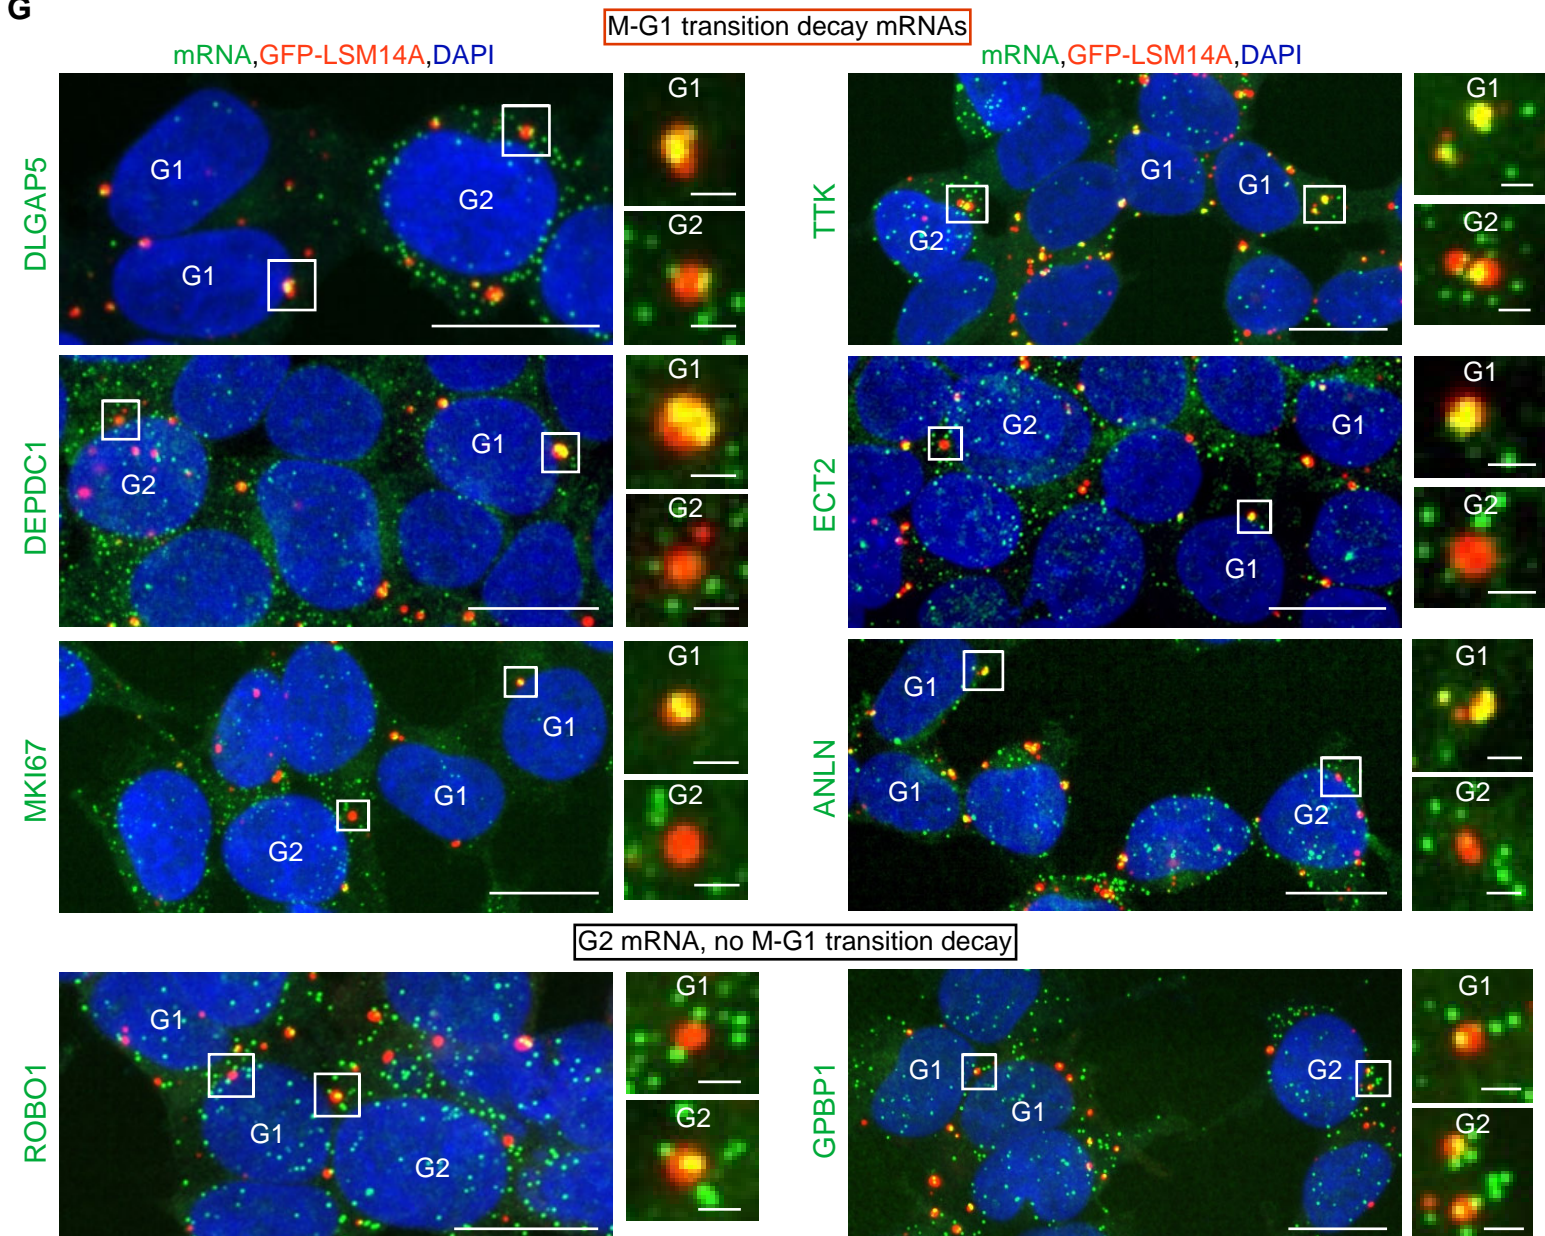 G
M-G1 transition decay mRNAs
mRNA,GFP-LSM14A,DAPI
mRNA,GFP-LSM14A,DAPI
DLGAP5
G1
G1
G2
G1
G2
TTK
G2
G1
G1
G1
G2
DEPDC1
G2
G1
G1
G2
ECT2
G2
G1
G1
G1
G2
MKI67
G2
G1
G1
G1
G2
ANLN
G1
G1
G2
G1
G2
G2 mRNA, no M-G1 transition decay
ROBO1
G1
G1
G2
G1
G2
GPBP1
G1
G1
G2
G1
G2